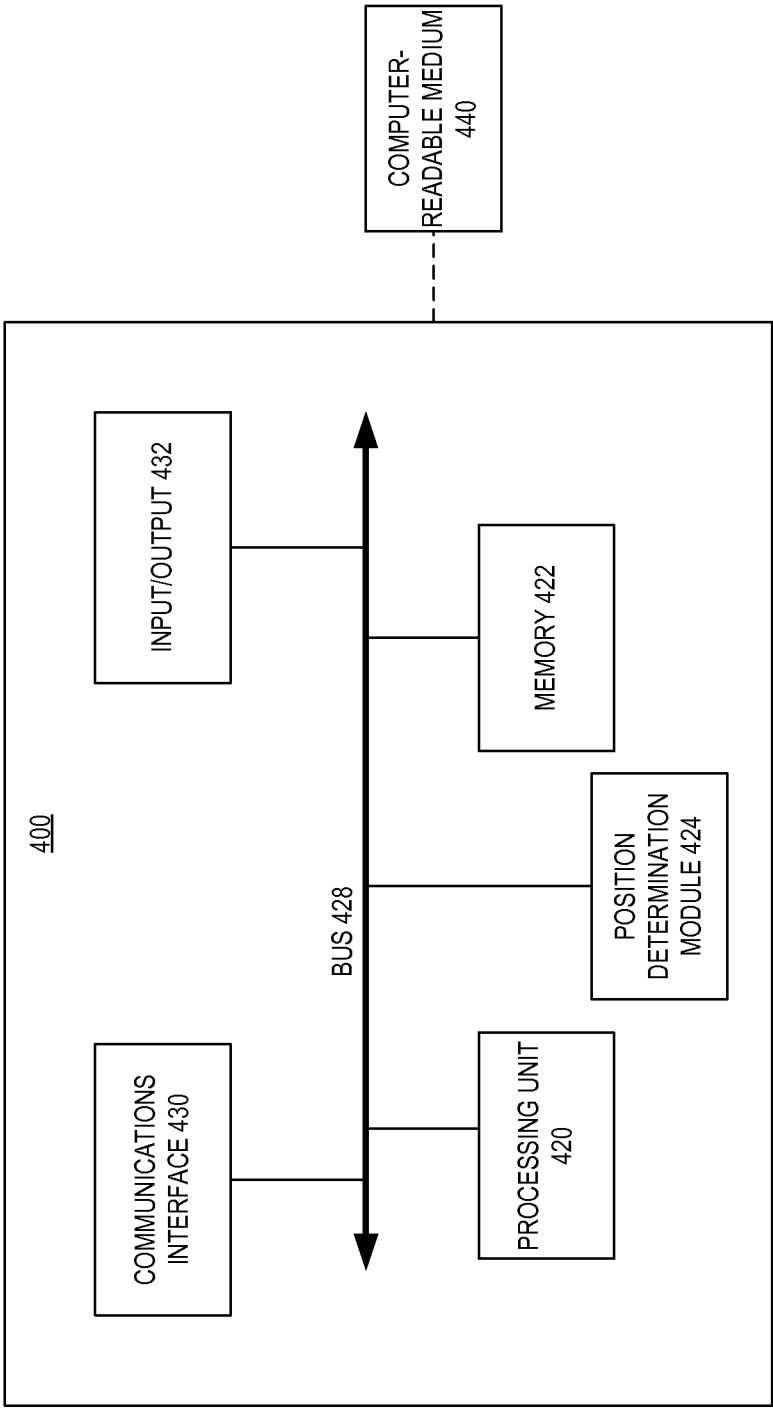 400
COMMUNICATIONS
INTERFACE 430
INPUT/OUTPUT 432
BUS 428
PROCESSING UNIT
420
POSITION
DETERMINATION
MODULE 424
MEMORY 422
COMPUTER-
READABLE MEDIUM
440